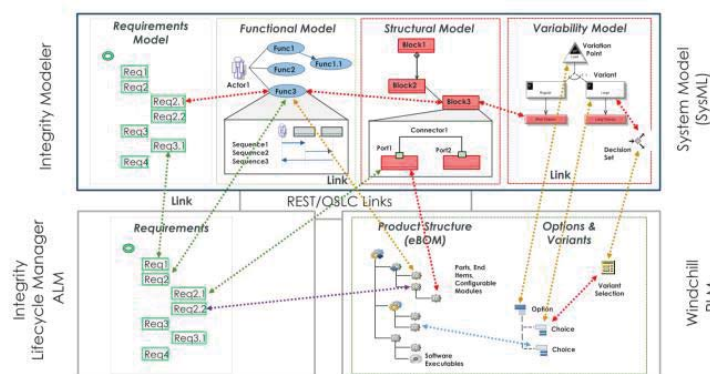 Integrity Modeler
Requirements
Model
Req1
Req2
Req2.1
Req2.2
Req3
Req3.1
Req4
Functional Model
Actor1
Func1
Func2
Func1.1
Func3
Sequence1
Sequence2
Sequence3
Structural Model
Block1
Block2
Block3
Connector1
Port1
Port2
Variability Model
Variation
Point
Variant
Decision
Set
System Model
(SysML)
Link
Link
Link
REST/OSLC Links
Integrity
Lifecycle Manager
ALM
Requirements
Req1
Req2
Req2.1
Req2.2
Req3
Req3.1
Req4
Product Structure
(eBOM)
Parts, End
Items,
Configurable
Modules
Software
Executables
Options &
Variants
Variant
Selection
Option
Choice
Choice
Windchill